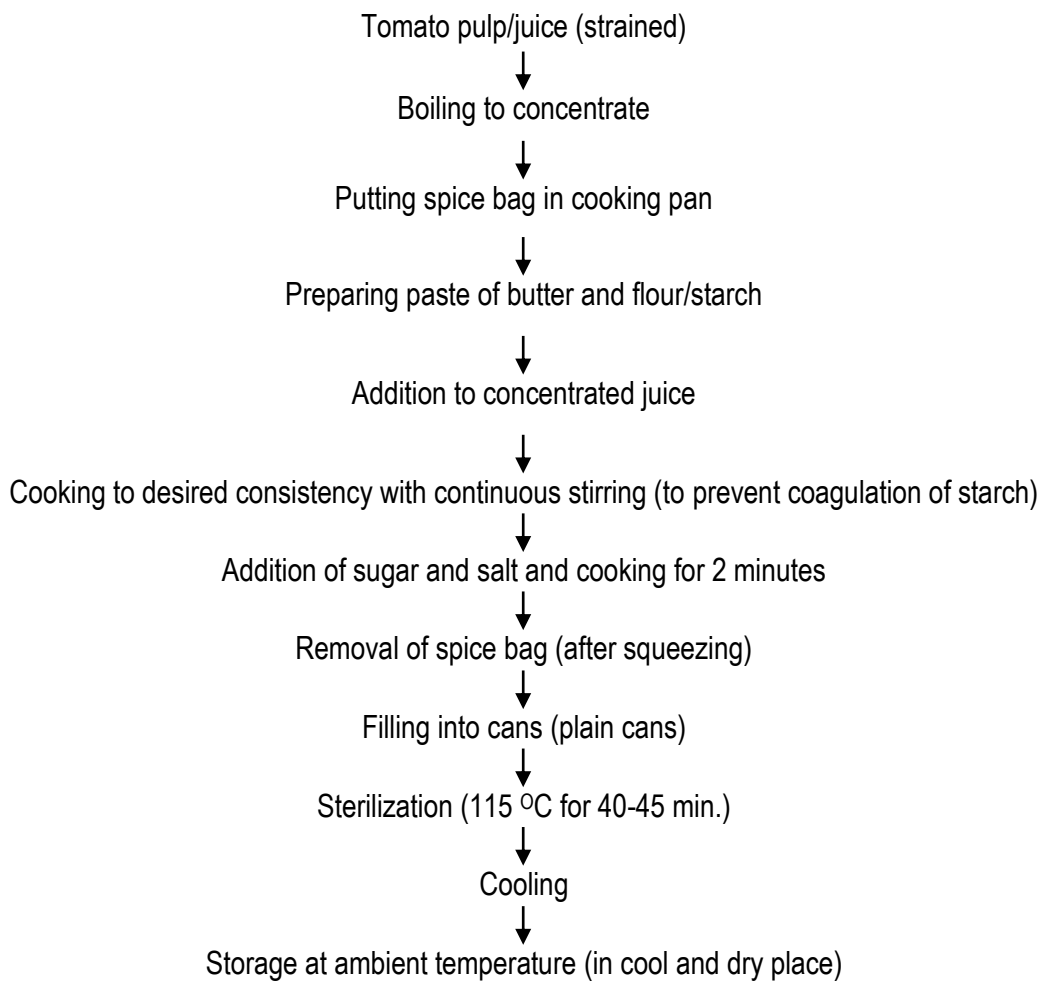 Tomato pulp/juice (strained)
Boiling to concentrate
Putting spice bag in cooking pan
Preparing paste of butter and flour/starch
Addition to concentrated juice
Cooking to desired consistency with continuous stirring (to prevent coagulation of starch)
Addition of sugar and salt and cooking for 2 minutes
Removal of spice bag (after squeezing)
Filling into cans (plain cans)
Sterilization (115 ᴼC for 40-45 min.)
Cooling
Storage at ambient temperature (in cool and dry place)